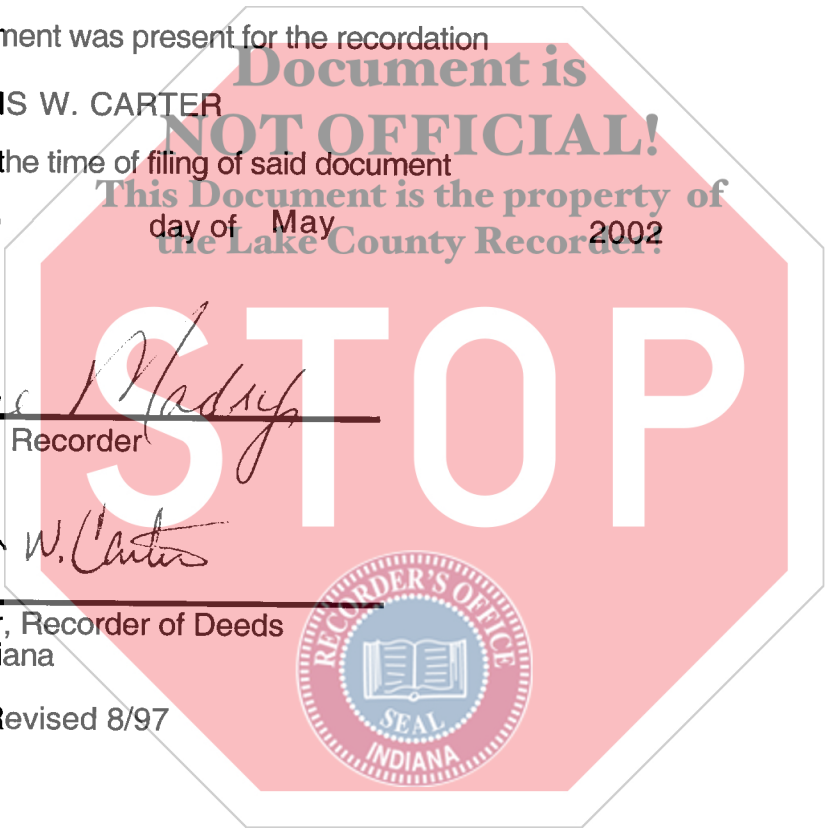 ment was present for the recordation
Document is
IS W. CARTER
NOT OFFICIAL!
the time of filing of said document
This Document is the property of
day of May 2002
the Lake County Recorder!
STOP
Madry
Recorder
W. Carter
, Recorder of Deeds
iana
RECORDER'S OFFICE
SEAL
INDIANA
Revised 8/97